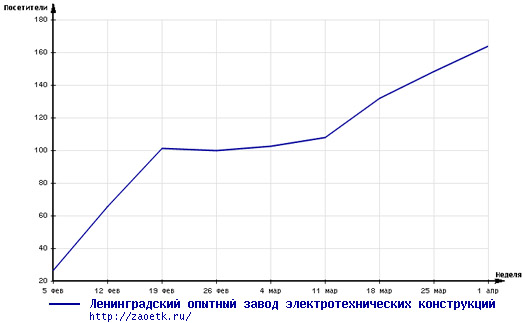 Посетители
180
160
140
120
100
80
60
40
20
5 фев 12 фев 19 фев 26 фев 4 мар 11 мар 18 мар 25 мар 1 апр
Неделя
Ленинградский опытный завод электротехнических конструкций
http://zaoetk.ru/